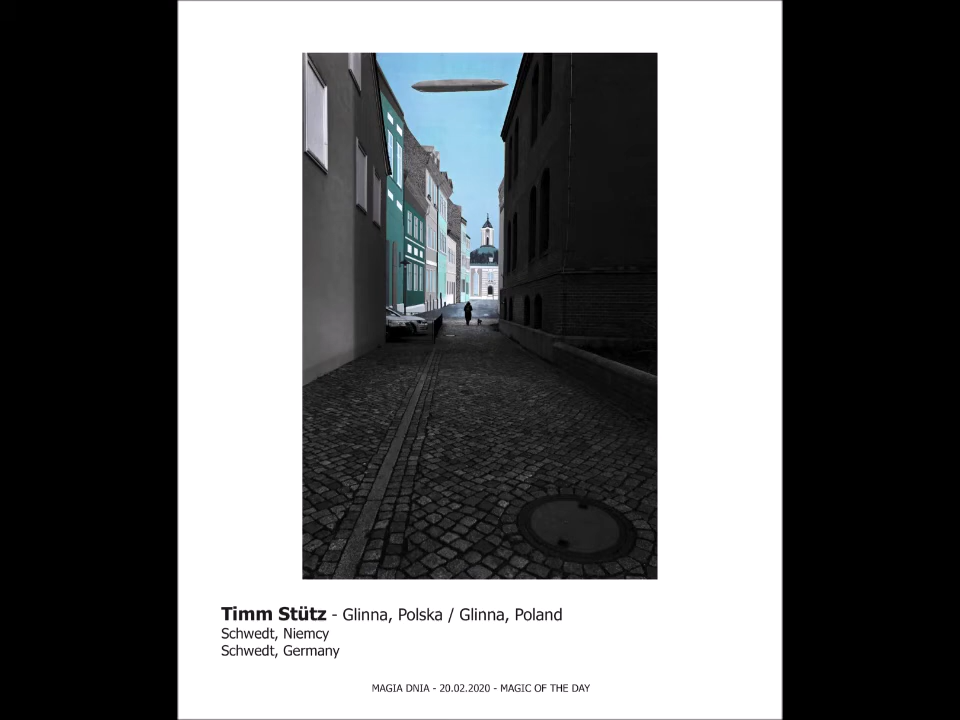 Timm Stütz - Glinna, Polska / Glinna, Poland
Schwedt, Niemcy
Schwedt, Germany
MAGIA DNIA - 20.02.2020 - MAGIC OF THE DAY